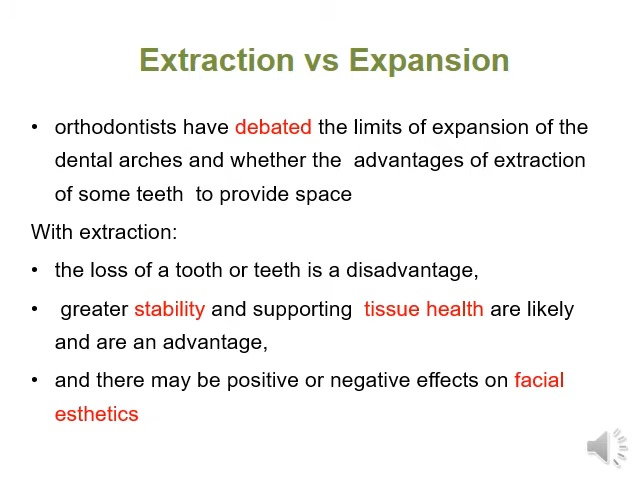 Extraction vs Expansion
• orthodontists have debated the limits of expansion of the
dental arches and whether the advantages of extraction
of some teeth to provide space
With extraction:
• the loss of a tooth or teeth is a disadvantage,
• greater stability and supporting tissue health are likely
and are an advantage,
• and there may be positive or negative effects on facial
esthetics